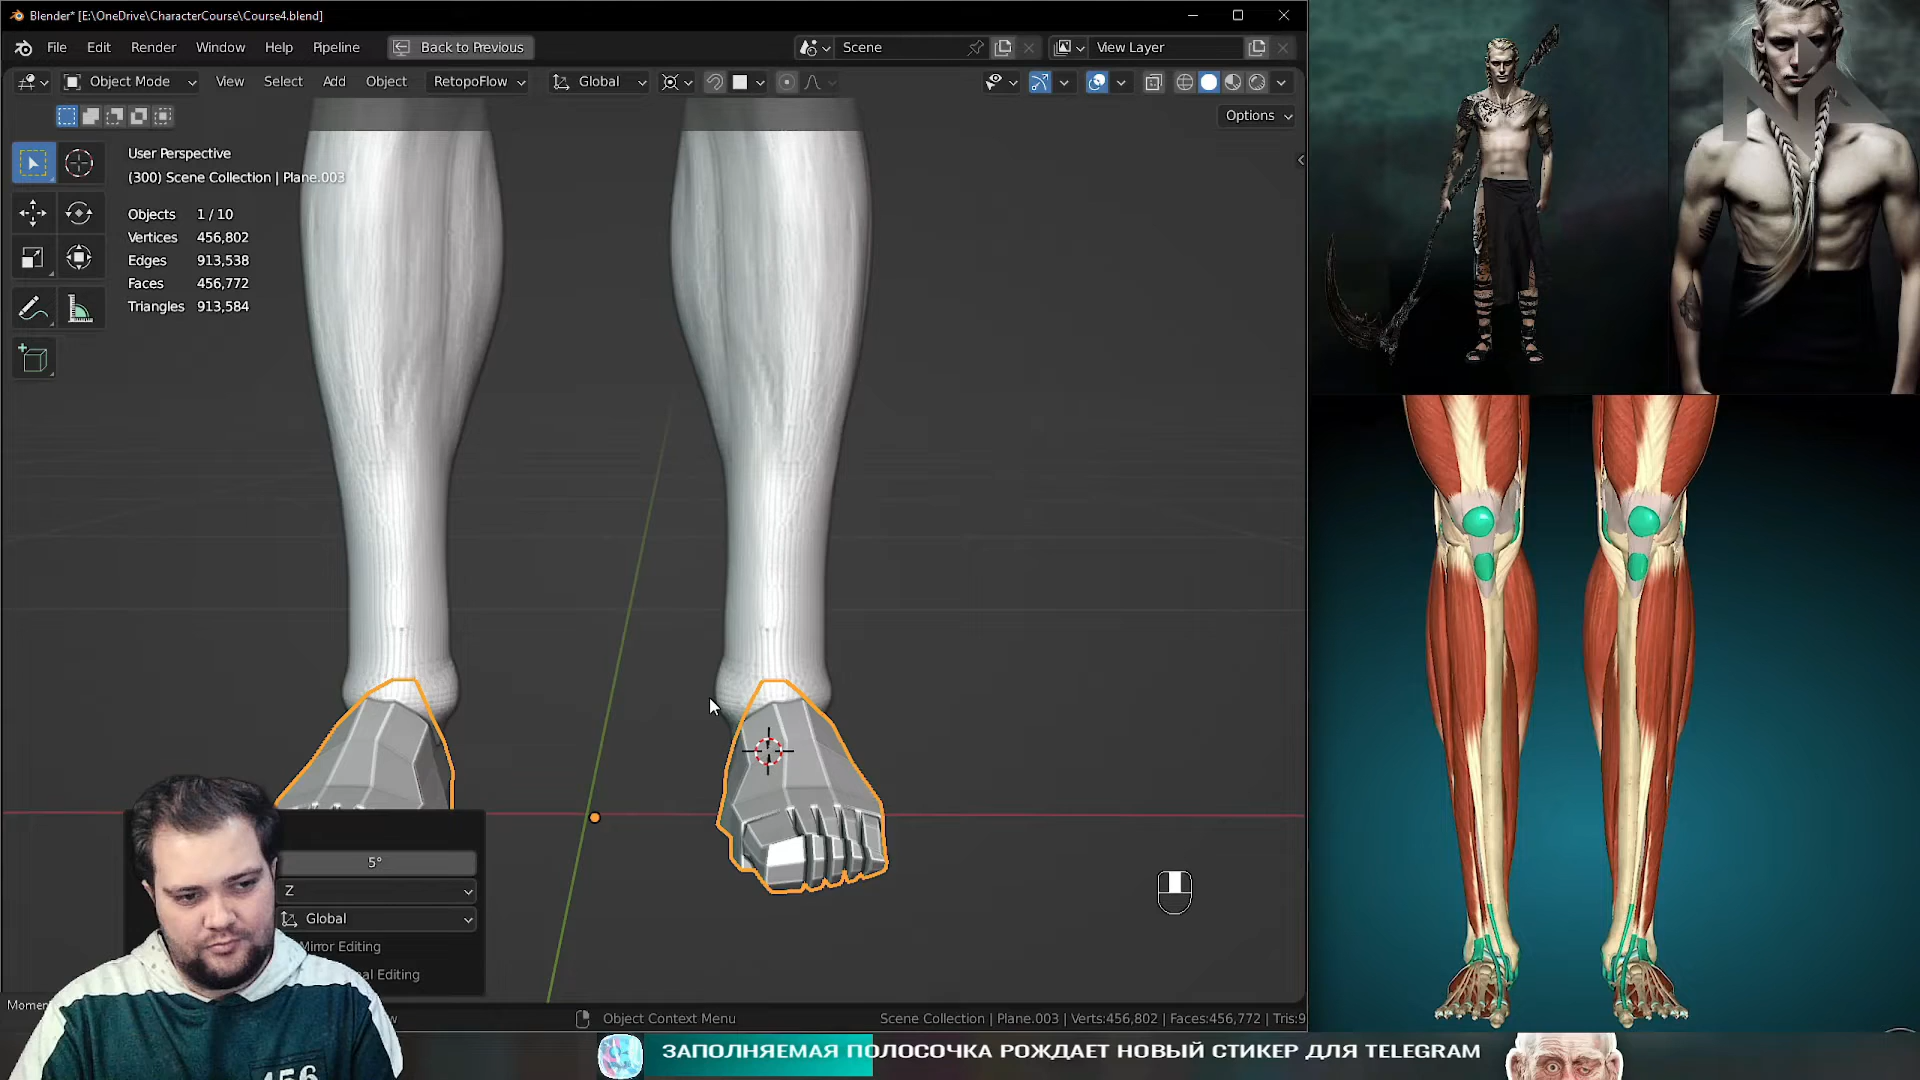 Blender* [E:\OneDrive\CharacterCourse\Course4.blend]
File Edit Render Window Help Pipeline Back to Previous Scene View Layer
Object Mode View Select Add Object RetopoFlow Global
Options
User Perspective
(300) Scene Collection | Plane.003
Objects 1 / 10
Vertices 456,802
Edges 913,538
Faces 456,772
Triangles 913,584
5°
Z
Global
Mirror Editing
al Editing
Object Context Menu
Scene Collection | Plane.003 | Verts:456,802 | Faces:456,772 | Tris:9
456
ЗАПОЛНЯЕМАЯ ПОЛОСОЧКА РОЖДАЕТ НОВЫЙ СТИКЕР ДЛЯ TELEGRAM